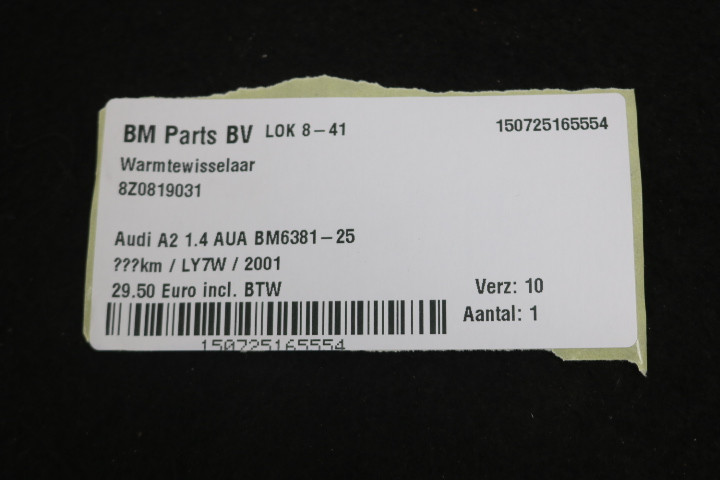 BM Parts BV LOK 8-41 150725165554
Warmtewisselaar
8Z0819031
Audi A2 1.4 AUA BM6381-25
???km / LY7W / 2001
29.50 Euro incl. BTW Verz: 10
Aantal: 1
150725165554